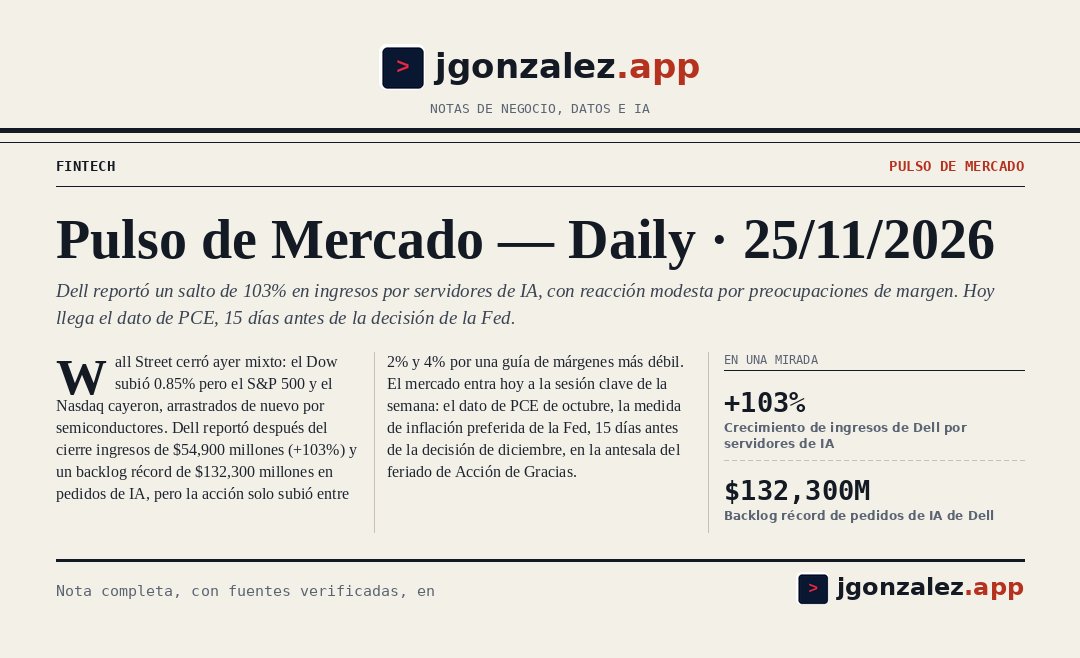 > jgonzalez.app
NOTAS DE NEGOCIO, DATOS E IA
FINTECH
PULSO DE MERCADO
Pulso de Mercado — Daily · 25/11/2026
Dell reportó un salto de 103% en ingresos por servidores de IA, con reacción modesta por preocupaciones de margen. Hoy
llega el dato de PCE, 15 días antes de la decisión de la Fed.
Wall Street cerró ayer mixto: el Dow
subió 0.85% pero el S&P 500 y el
Nasdaq cayeron, arrastrados de nuevo por
semiconductores. Dell reportó después del
cierre ingresos de $54,900 millones (+103%) y
un backlog récord de $132,300 millones en
pedidos de IA, pero la acción solo subió entre
2% y 4% por una guía de márgenes más débil.
El mercado entra hoy a la sesión clave de la
semana: el dato de PCE de octubre, la medida
de inflación preferida de la Fed, 15 días antes
de la decisión de diciembre, en la antesala del
feriado de Acción de Gracias.
EN UNA MIRADA
+103%
Crecimiento de ingresos de Dell por
servidores de IA
$132,300M
Backlog récord de pedidos de IA de Dell
Nota completa, con fuentes verificadas, en
> jgonzalez.app